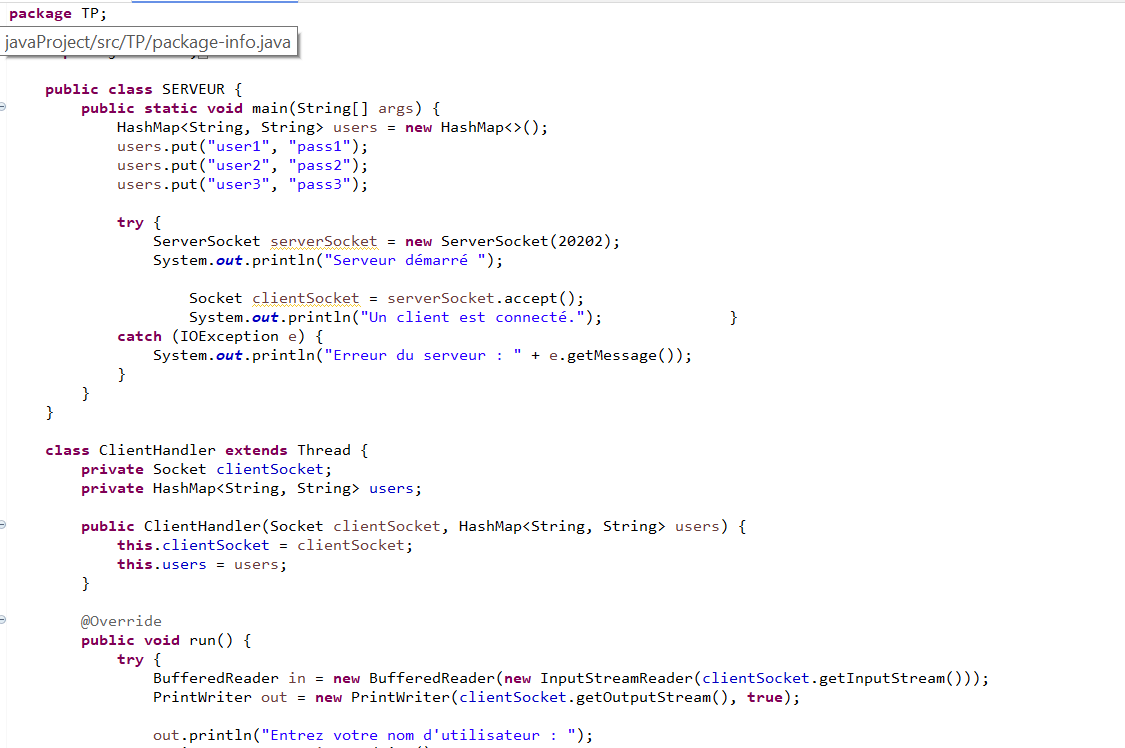 package TP;
javaProject/src/TP/package-info.java
public class SERVEUR {
public static void main(String[] args) {
HashMap<String, String> users = new HashMap<>();
users.put("user1", "pass1");
users.put("user2", "pass2");
users.put("user3", "pass3");
try {
ServerSocket serverSocket = new ServerSocket(20202);
System.out.println("Serveur démarré ");
Socket clientSocket = serverSocket.accept();
System.out.println("Un client est connecté."); }
catch (IOException e) {
System.out.println("Erreur du serveur : " + e.getMessage());
}
}
}
class ClientHandler extends Thread {
private Socket clientSocket;
private HashMap<String, String> users;
public ClientHandler(Socket clientSocket, HashMap<String, String> users) {
this.clientSocket = clientSocket;
this.users = users;
}
@Override
public void run() {
try {
BufferedReader in = new BufferedReader(new InputStreamReader(clientSocket.getInputStream()));
PrintWriter out = new PrintWriter(clientSocket.getOutputStream(), true);
out.println("Entrez votre nom d'utilisateur : ");